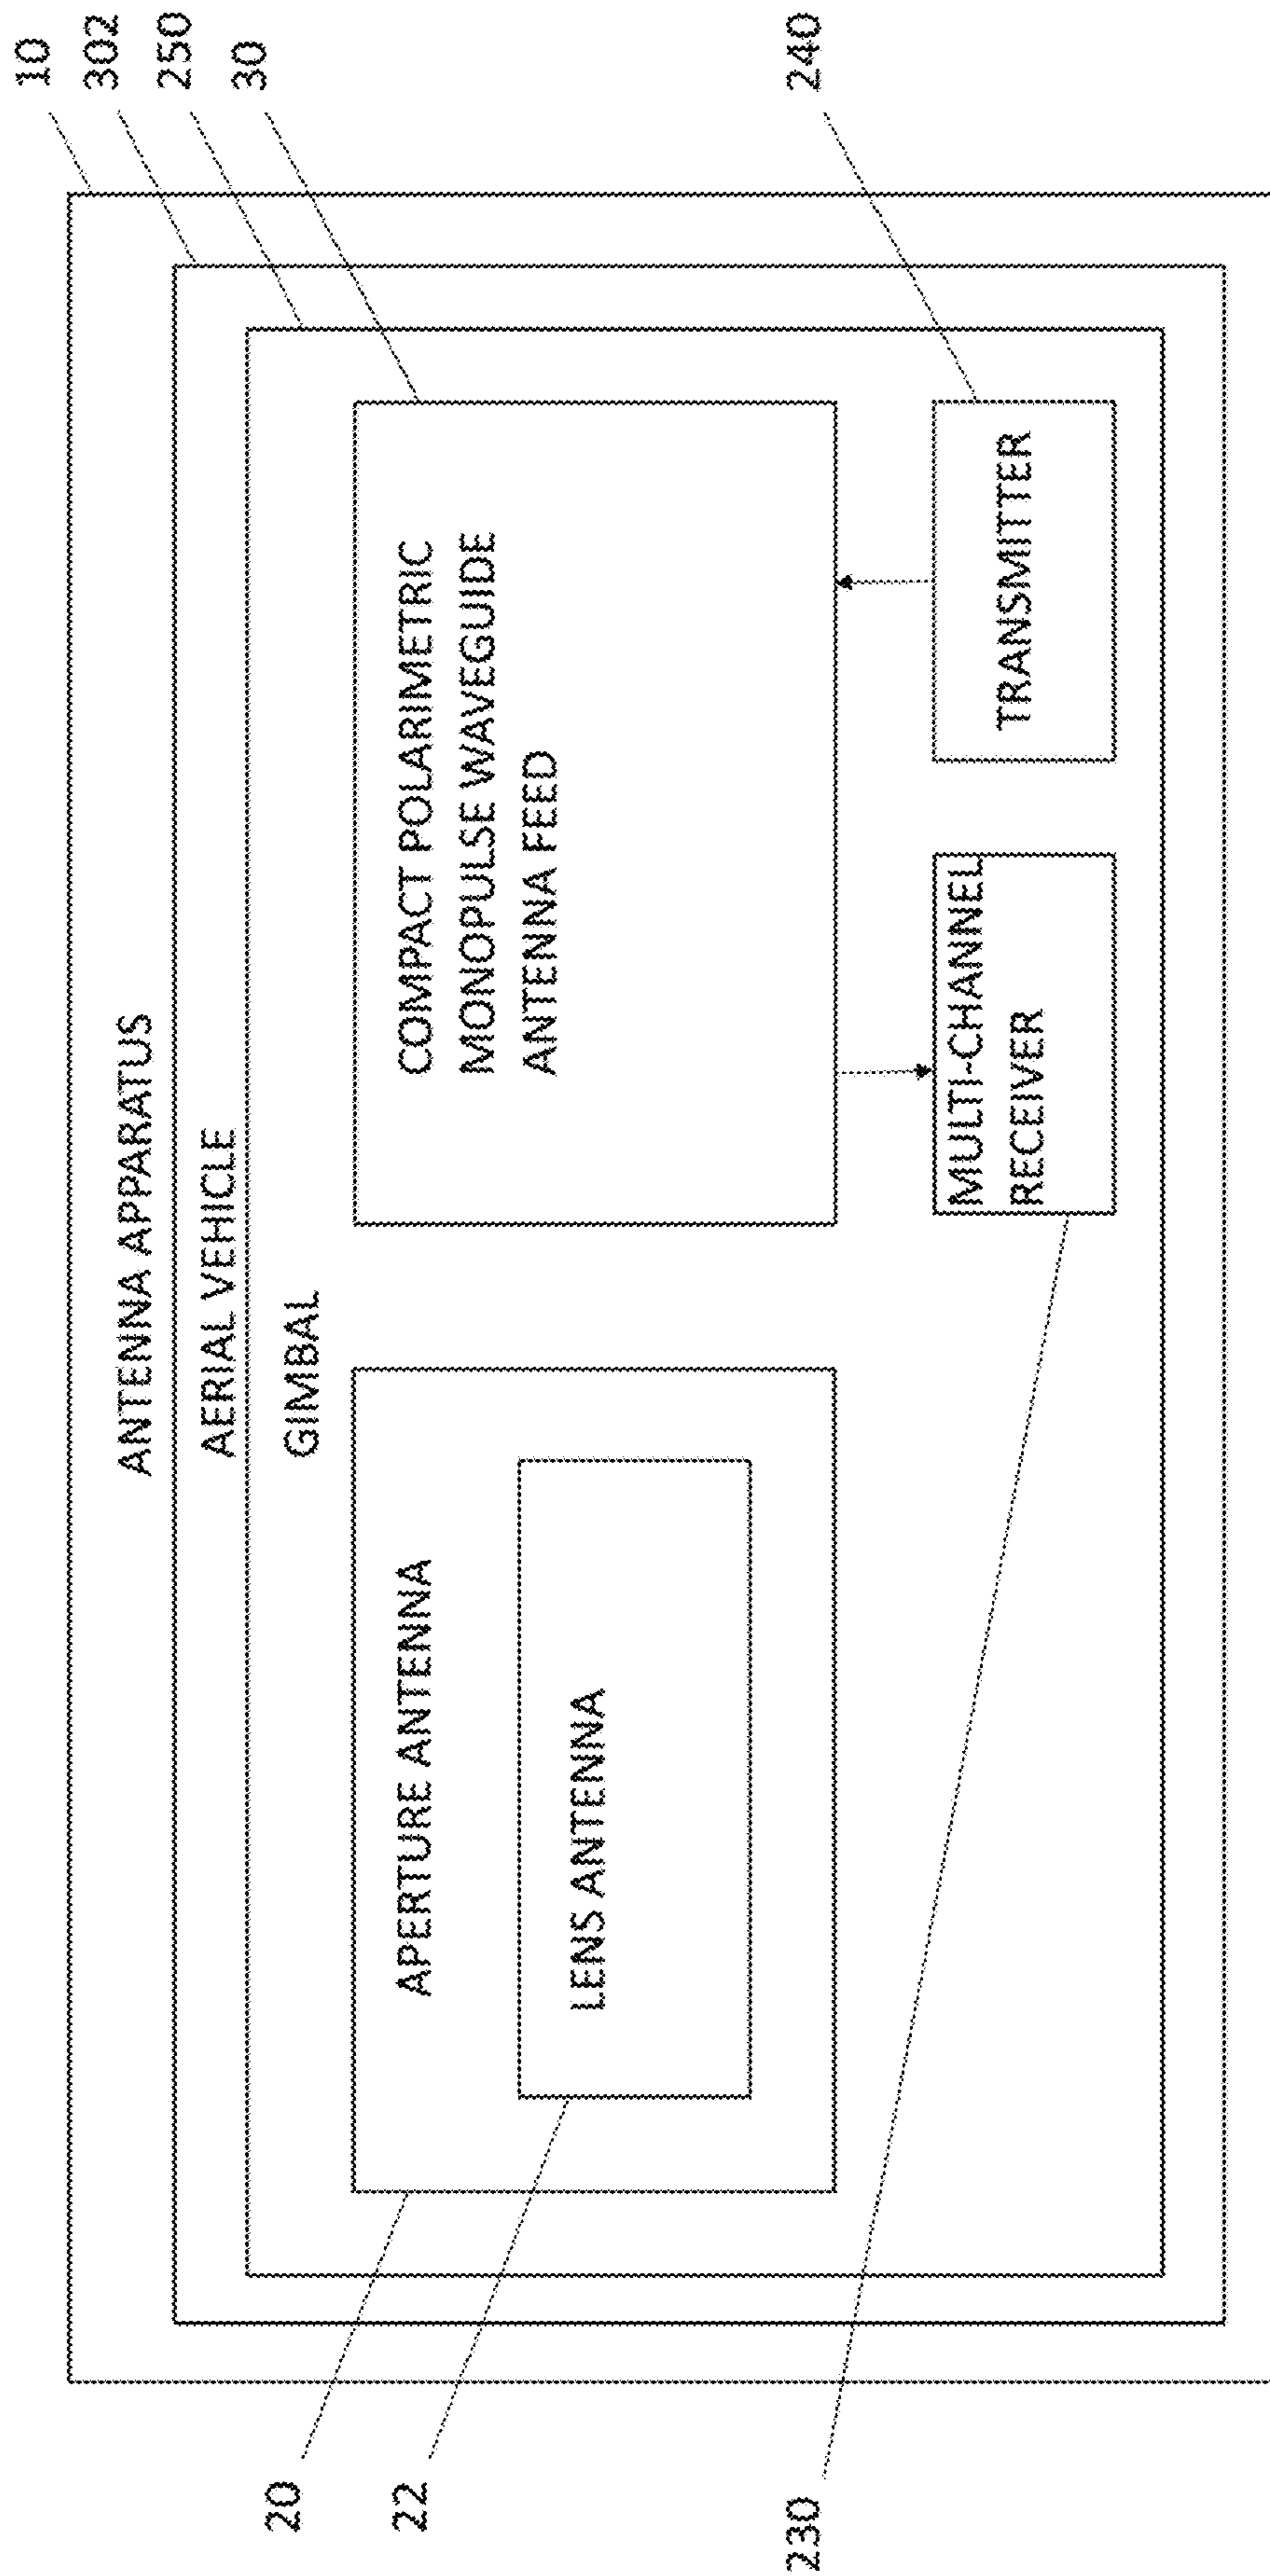 10
302
250
30
240
ANTENNA APPARATUS
AERIAL VEHICLE
GIMBAL
APERTURE ANTENNA
LENS ANTENNA
COMPACT POLARIMETRIC
MONOPULSE WAVEGUIDE
ANTENNA FEED
MULTI-CHANNEL
RECEIVER
TRANSMITTER
20
22
230